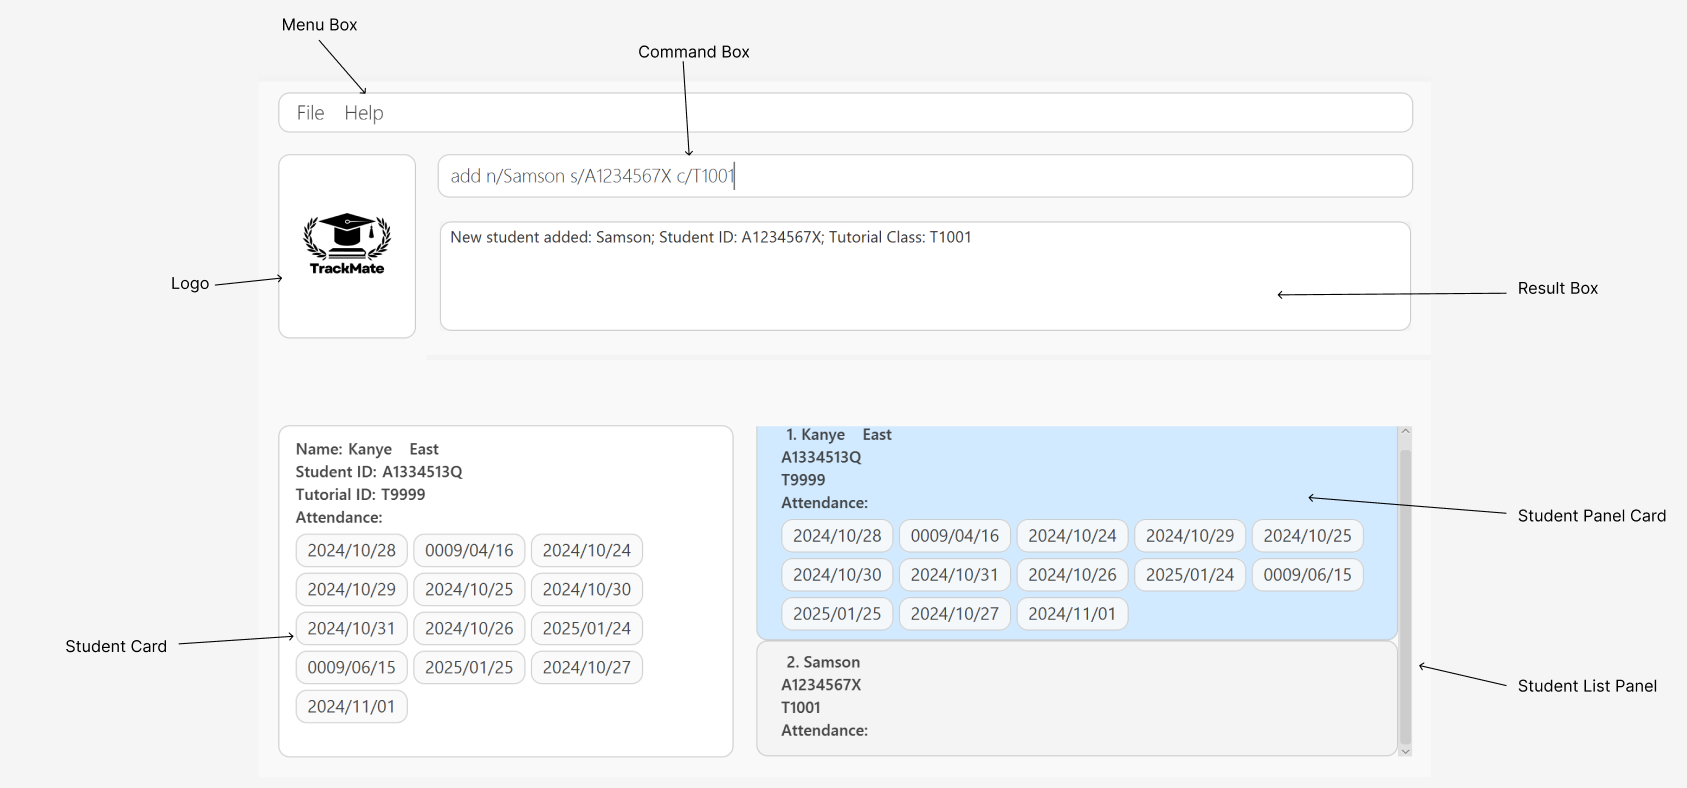 Menu Box
Command Box
File Help
add n/Samson s/A1234567X c/T1001
New student added: Samson; Student ID: A1234567X; Tutorial Class: T1001
TrackMate
Logo
Result Box
Name: Kanye East
Student ID: A1334513Q
Tutorial ID: T9999
Attendance:
2024/10/28 0009/04/16 2024/10/24
2024/10/29 2024/10/25 2024/10/30
2024/10/31 2024/10/26 2025/01/24
0009/06/15 2025/01/25 2024/10/27
2024/11/01
Student Card
1. Kanye East
A1334513Q
T9999
Attendance:
2024/10/28 0009/04/16 2024/10/24 2024/10/29 2024/10/25
2024/10/30 2024/10/31 2024/10/26 2025/01/24 0009/06/15
2025/01/25 2024/10/27 2024/11/01
Student Panel Card
2. Samson
A1234567X
T1001
Attendance:
Student List Panel